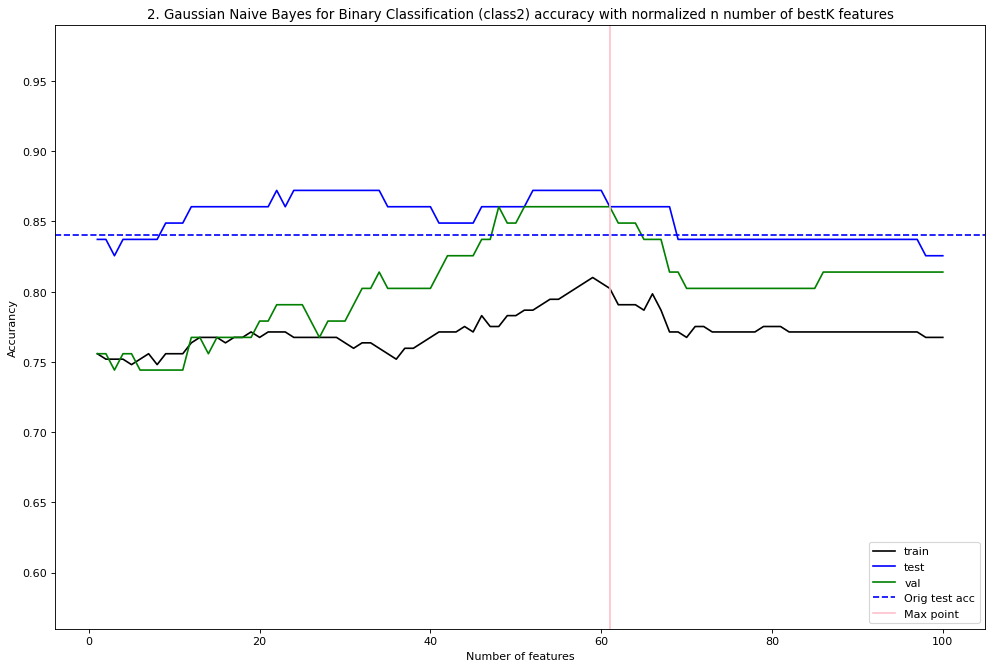 2. Gaussian Naive Bayes for Binary Classification (class2) accuracy with normalized n number of bestK features
Accurancy
0.95
0.90
0.85
0.80
0.75
0.70
0.65
0.60
train
test
val
Orig test acc
Max point
0
20
40
60
80
100
Number of features